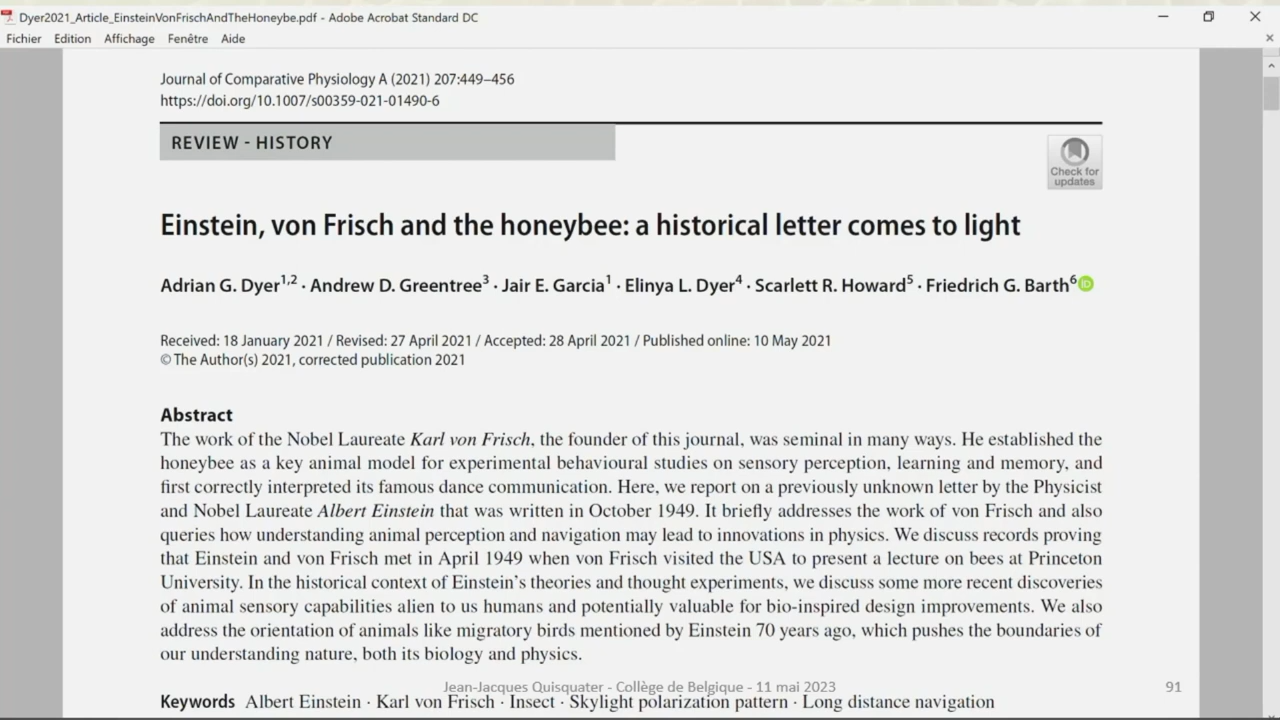 Dyer2021_Article_EinsteinVonFrischAndTheHoneybe.pdf - Adobe Acrobat Standard DC
Fichier Edition Affichage Fenêtre Aide
Journal of Comparative Physiology A (2021) 207:449–456
https://doi.org/10.1007/s00359-021-01490-6
REVIEW - HISTORY
Check for
updates
Einstein, von Frisch and the honeybee: a historical letter comes to light
Adrian G. Dyer1,2 · Andrew D. Greentree3 · Jair E. Garcia1 · Elinya L. Dyer4 · Scarlett R. Howard5 · Friedrich G. Barth6 iD
Received: 18 January 2021 / Revised: 27 April 2021 / Accepted: 28 April 2021 / Published online: 10 May 2021
© The Author(s) 2021, corrected publication 2021
Abstract
The work of the Nobel Laureate Karl von Frisch, the founder of this journal, was seminal in many ways. He established the
honeybee as a key animal model for experimental behavioural studies on sensory perception, learning and memory, and
first correctly interpreted its famous dance communication. Here, we report on a previously unknown letter by the Physicist
and Nobel Laureate Albert Einstein that was written in October 1949. It briefly addresses the work of von Frisch and also
queries how understanding animal perception and navigation may lead to innovations in physics. We discuss records proving
that Einstein and von Frisch met in April 1949 when von Frisch visited the USA to present a lecture on bees at Princeton
University. In the historical context of Einstein's theories and thought experiments, we discuss some more recent discoveries
of animal sensory capabilities alien to us humans and potentially valuable for bio-inspired design improvements. We also
address the orientation of animals like migratory birds mentioned by Einstein 70 years ago, which pushes the boundaries of
our understanding nature, both its biology and physics.
Jean-Jacques Quisquater - Collège de Belgique - 11 mai 2023 91
Keywords Albert Einstein · Karl von Frisch · Insect · Skylight polarization pattern · Long distance navigation